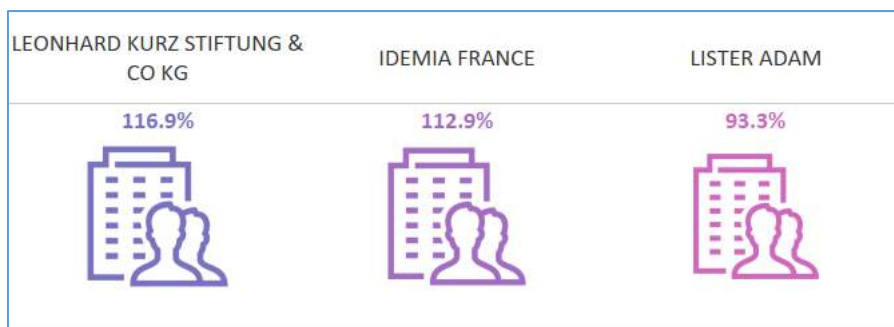 LEONHARD KURZ STIFTUNG &
CO KG
IDEMIA FRANCE
LISTER ADAM
116.9%
112.9%
93.3%